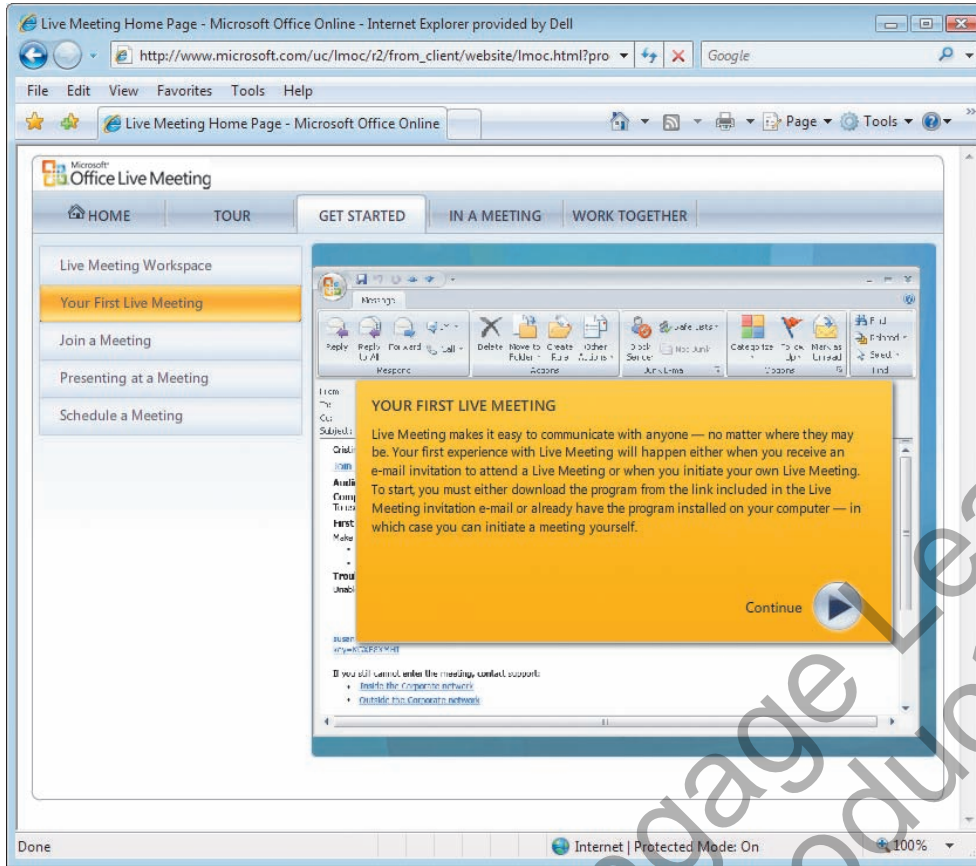 Live Meeting Home Page - Microsoft Office Online - Internet Explorer provided by Dell
http://www.microsoft.com/uc/lmoc/r2/from_client/website/lmoc.html?pro
Google
File Edit View Favorites Tools Help
Live Meeting Home Page - Microsoft Office Online
Page Tools
Microsoft
Office Live Meeting
HOME TOUR GET STARTED IN A MEETING WORK TOGETHER
Live Meeting Workspace
Your First Live Meeting
Join a Meeting
Presenting at a Meeting
Schedule a Meeting
Message
Reply Reply Forward Call Delete Move to Create Other Categorize Mark as
to All Folder Rule Actions Unread
Respond Actions Find
From
Subject:
YOUR FIRST LIVE MEETING
Live Meeting makes it easy to communicate with anyone — no matter where they may
be. Your first experience with Live Meeting will happen either when you receive an
e-mail invitation to attend a Live Meeting or when you initiate your own Live Meeting.
To start, you must either download the program from the link included in the Live
Meeting invitation e-mail or already have the program installed on your computer — in
which case you can initiate a meeting yourself.
Continue
First
Make
If you still cannot enter the meeting, contact support:
Inside the Corporate network
Outside the Corporate network
Done
Internet | Protected Mode: On
100%